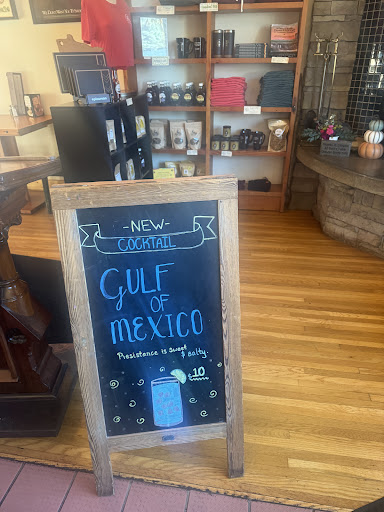 -NEW-
COCKTAIL
GULF
OF
MEXICO
Resistance is sweet
& salty.
$10